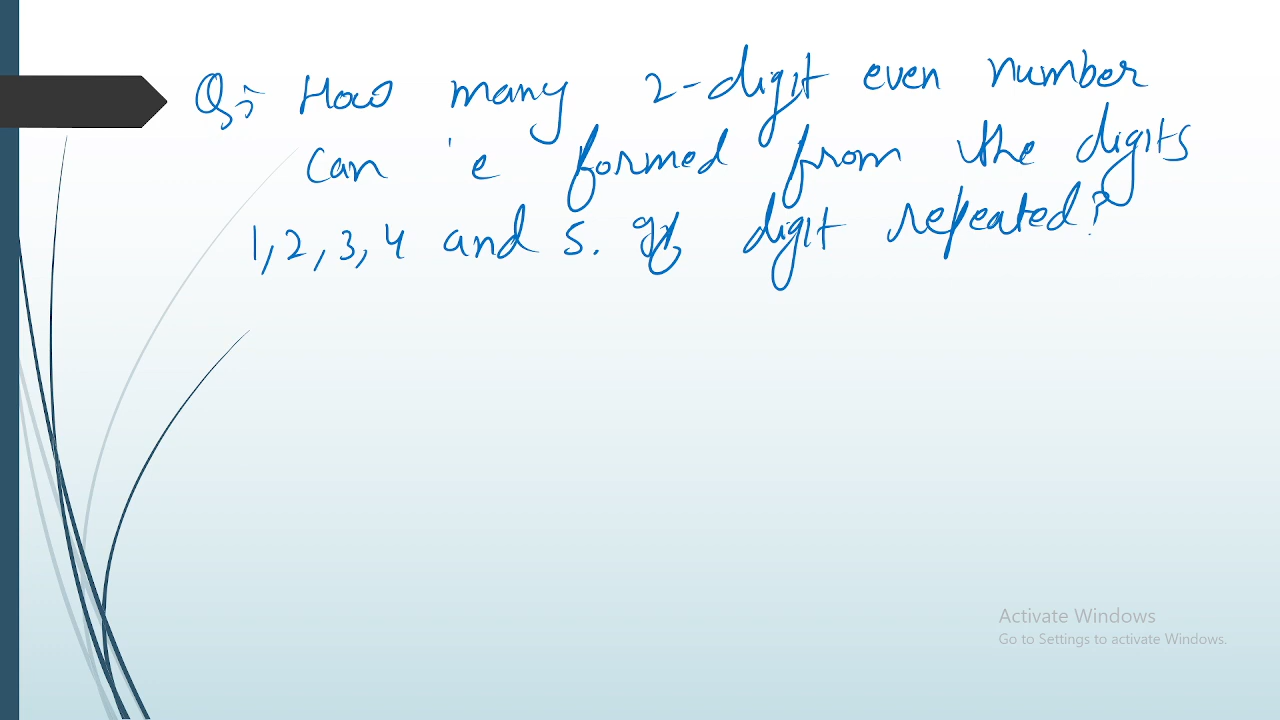 Q:- How many 2-digit even number
can 'e formed from the digits
1,2,3,4 and 5. If digit repeated?
Activate Windows
Go to Settings to activate Windows.